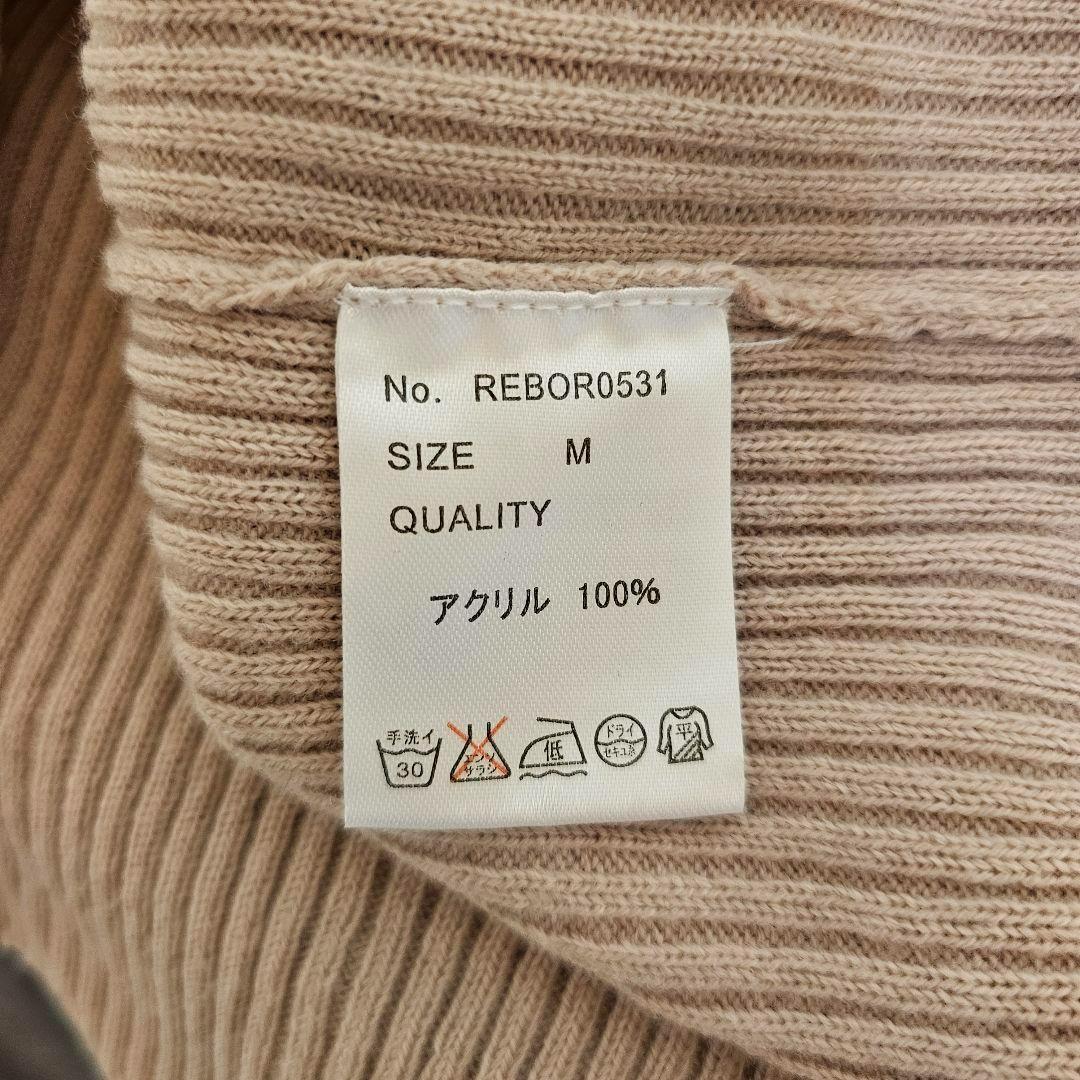 No. REBOR0531
SIZE M
QUALITY
アクリル 100%
手洗イ
30
エンソ
サラシ
低
ドライ
セキユ系
平